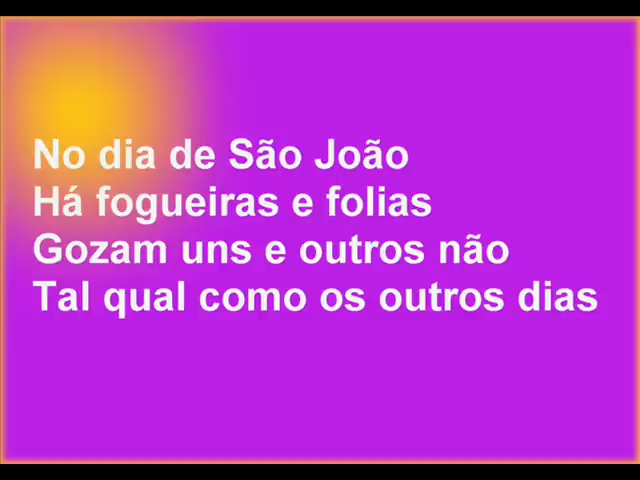 No dia de São João
Há fogueiras e folias
Gozam uns e outros não
Tal qual como os outros dias